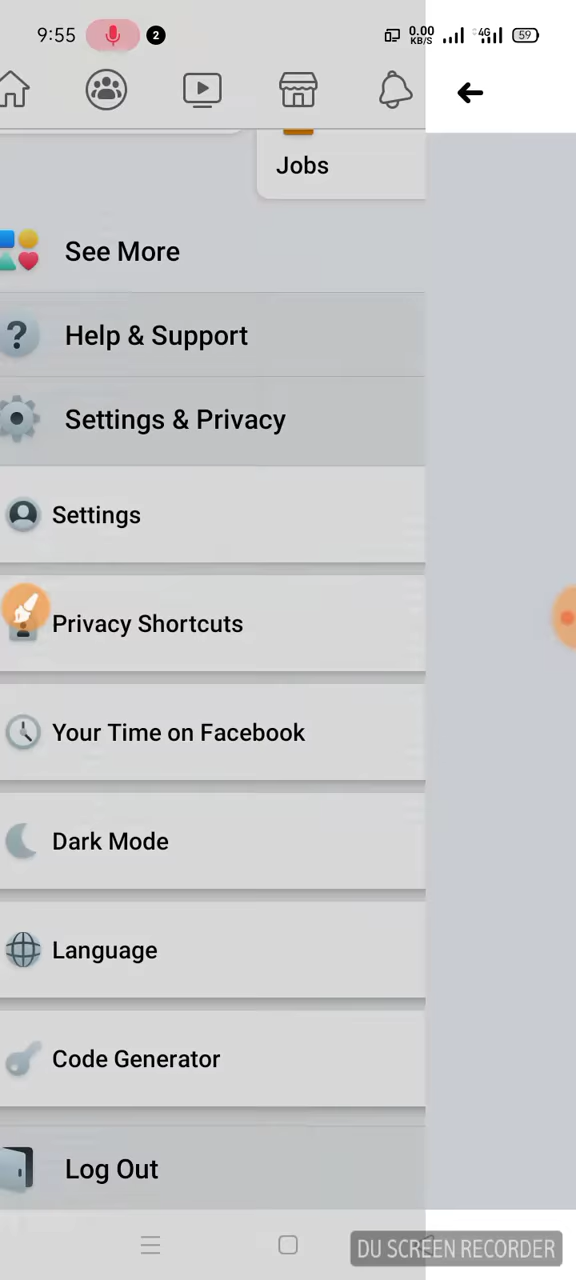 9:55
2
0.00
KB/S
4G
59
Jobs
See More
Help & Support
Settings & Privacy
Settings
Privacy Shortcuts
Your Time on Facebook
Dark Mode
Language
Code Generator
Log Out
DU SCREEN RECORDER